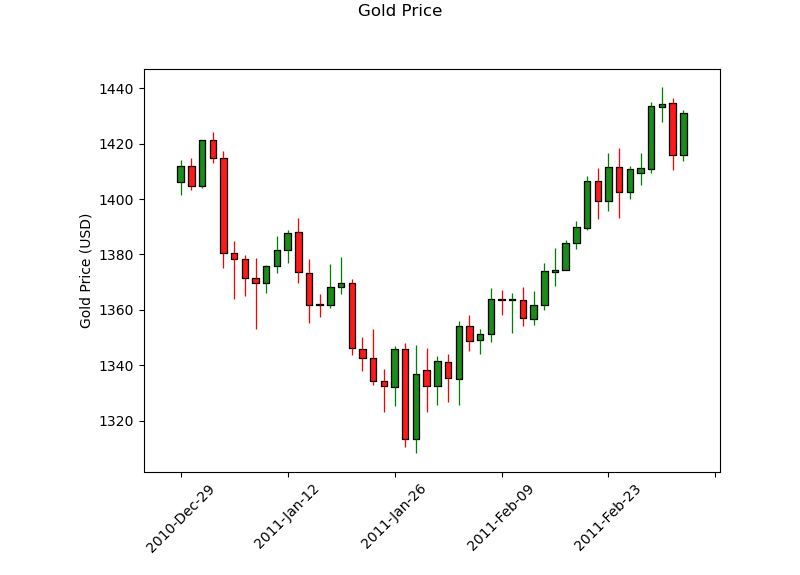 Gold Price
Gold Price (USD)
1440
1420
1400
1380
1360
1340
1320
2010-Dec-29
2011-Jan-12
2011-Jan-26
2011-Feb-09
2011-Feb-23